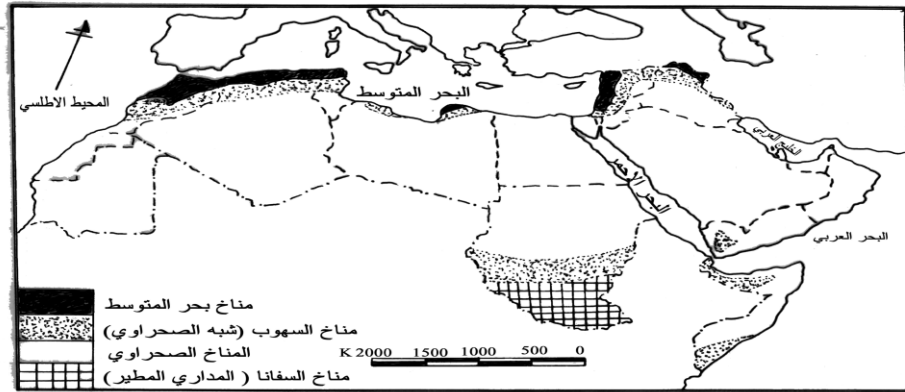 المحيط الاطلسي
البحر المتوسط
الخليج العربي
البحر الاحمر
البحر العربي
مناخ بحر المتوسط
مناخ السهوب (شبه الصحراوي)
المناخ الصحراوي
مناخ السفانا ( المداري المطير)
K 2000 1500 1000 500 0